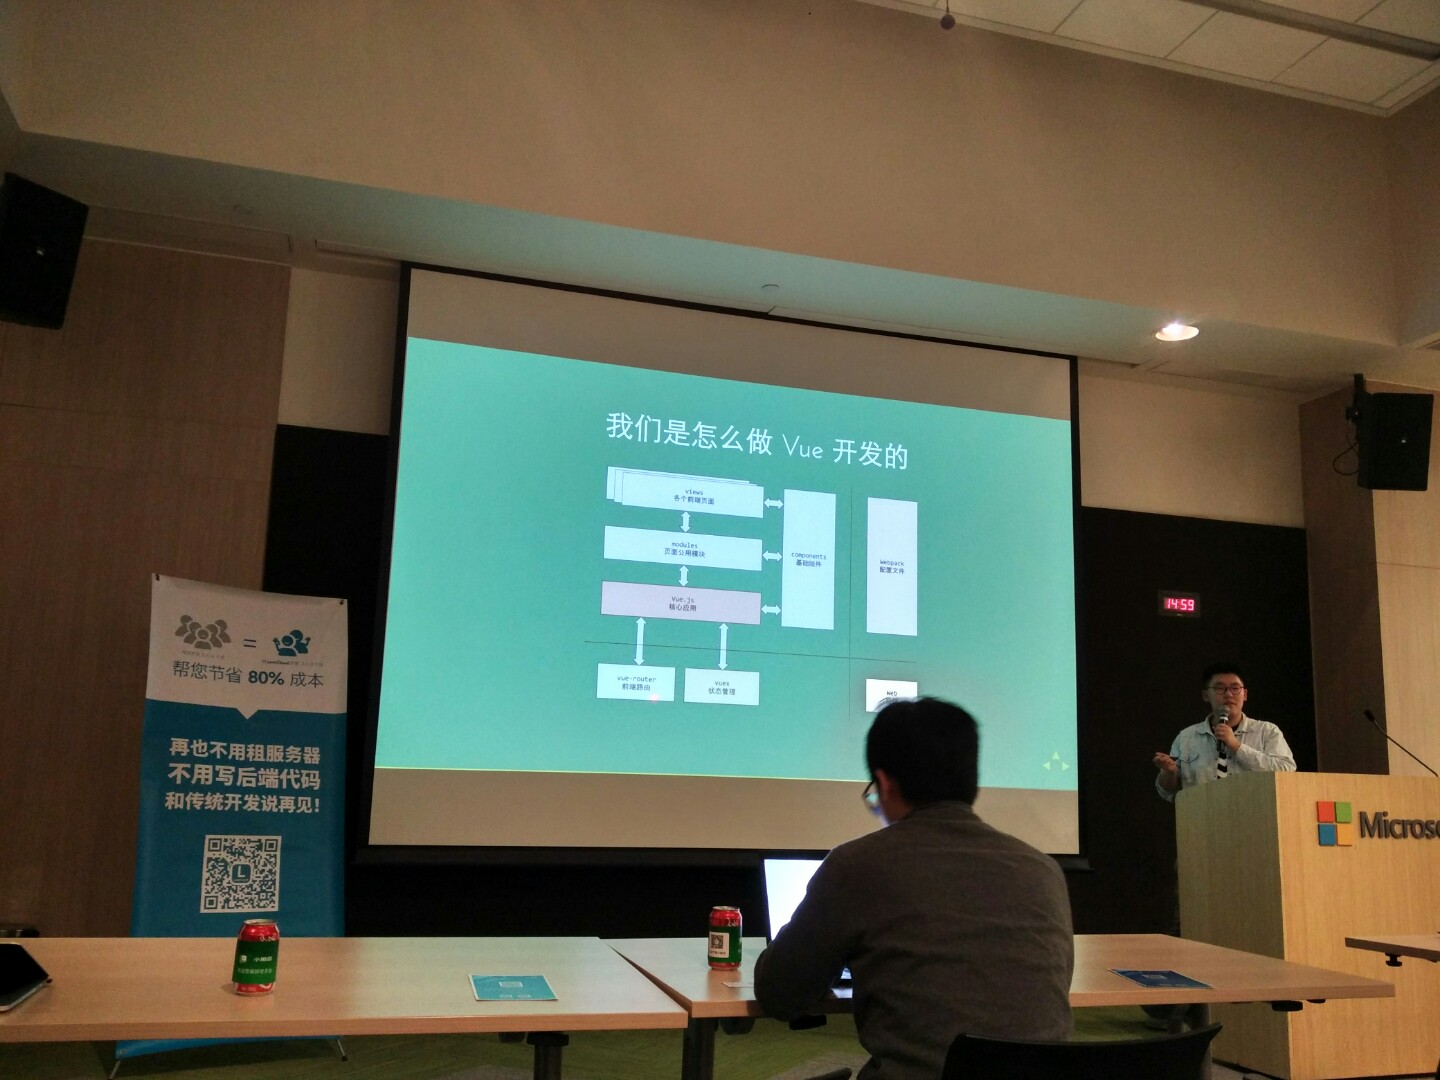 我们是怎么做 Vue 开发的
views
各个前端页面
modules
页面公用模块
Vue.js
核心应用
components
基础组件
Webpack
配置文件
vue-router
前端路由
vuex
状态管理
Web
14:59
=
帮您节省 80% 成本
再也不用租服务器
不用写后端代码
和传统开发说再见!
L